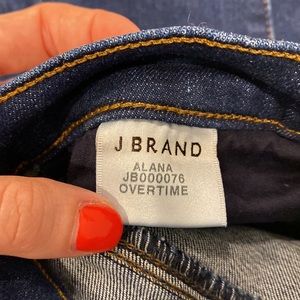 J BRAND
ALANA
JB000076
OVERTIME